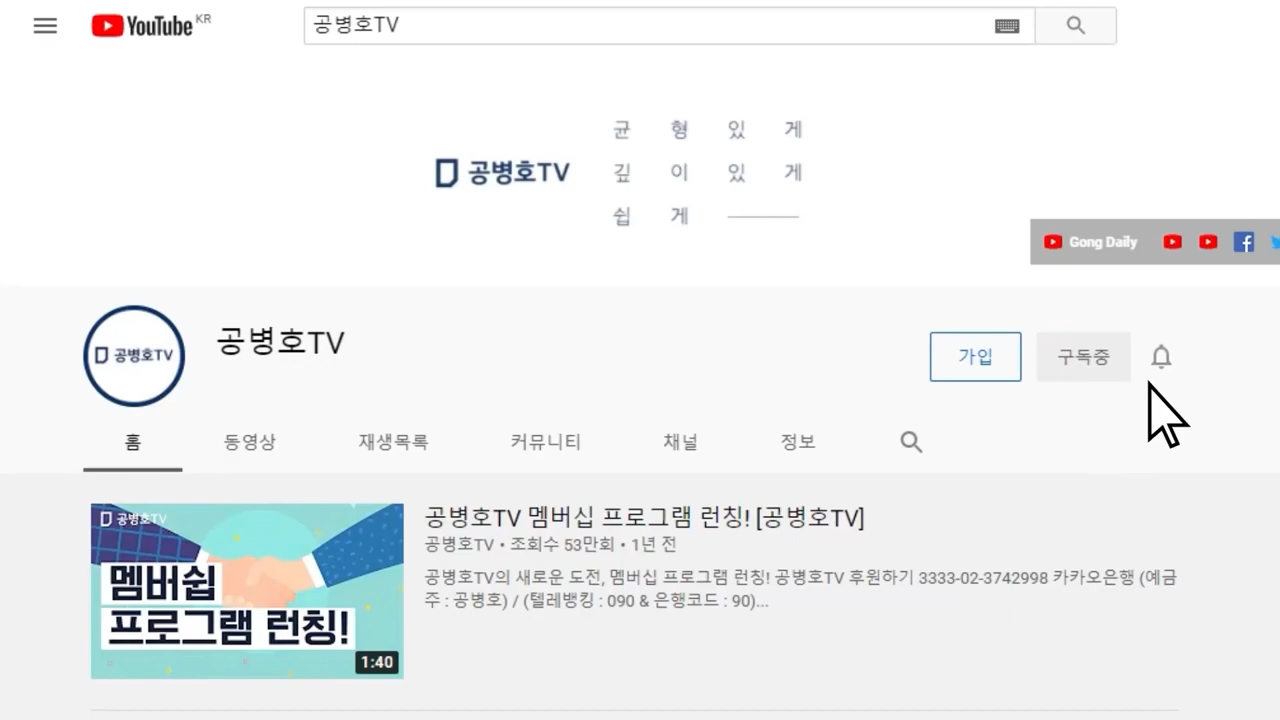 YouTube KR
공병호TV
균 형 있 게
공병호TV
깊 이 있 게
쉽 게
Gong Daily
공병호TV
공병호TV
가입
구독중
홈 동영상 재생목록 커뮤니티 채널 정보
공병호TV
멤버쉽
프로그램 런칭!
1:40
공병호TV 멤버십 프로그램 런칭! [공병호TV]
공병호TV • 조회수 53만회 • 1년 전
공병호TV의 새로운 도전, 멤버십 프로그램 런칭! 공병호TV 후원하기 3333-02-3742998 카카오은행 (예금
주 : 공병호) / (텔레뱅킹 : 090 & 은행코드 : 90)...